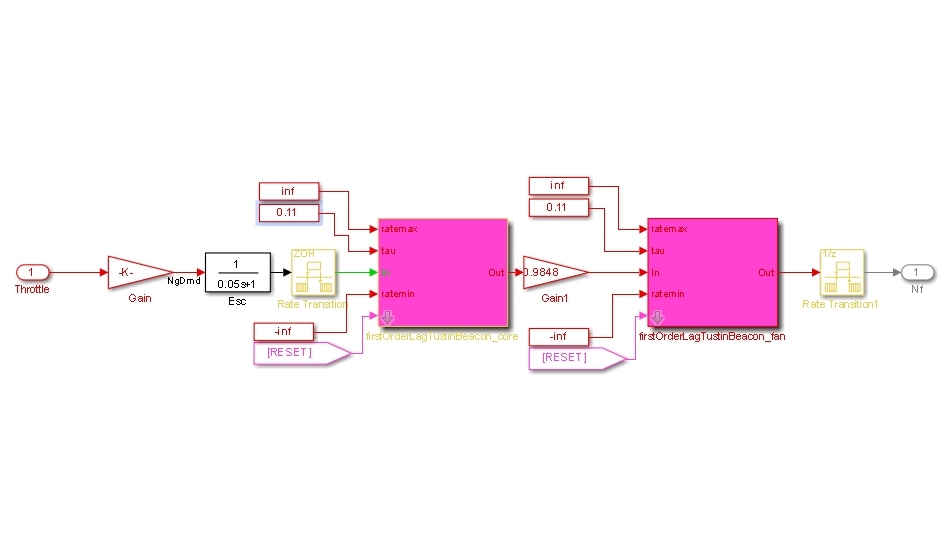 inf
0.11
inf
0.11
ratemax
tau
In
ratemin
Out
ratemax
tau
In
ratemin
Out
1
Throttle
-K-
Gain
NgDmd
1
0.05s+1
Esc
ZOH
Rate Transition
-inf
[RESET]
firstOrderLagTustinBeacon_core
0.9848
Gain1
-inf
[RESET]
firstOrderLagTustinBeacon_fan
1/z
Rate Transition1
1
Nf